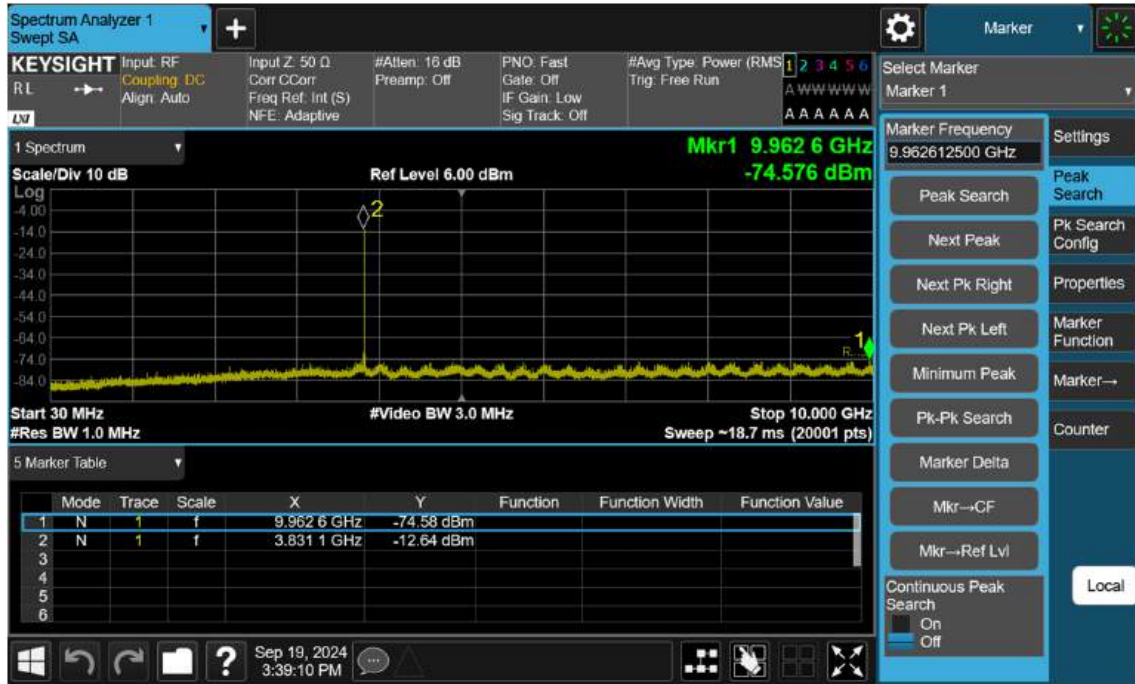 Spectrum Analyzer 1
Swept SA
Marker
KEYSIGHT
R L
LXI
Input: RF
Coupling: DC
Align: Auto
Input Z: 50 Ω
Corr CCorr
Freq Ref: Int (S)
NFE: Adaptive
#Atten: 16 dB
Preamp: Off
PNO: Fast
Gate: Off
IF Gain: Low
Sig Track: Off
#Avg Type: Power (RMS
Trig: Free Run
1 2 3 4 5 6
A W W W W W
A A A A A A
Select Marker
Marker 1
1 Spectrum
Mkr1 9.962 6 GHz
-74.576 dBm
Scale/Div 10 dB
Ref Level 6.00 dBm
Log
-4.00
-14.0
-24.0
-34.0
-44.0
-54.0
-64.0
-74.0
-84.0
2
1
R...
Start 30 MHz
#Video BW 3.0 MHz
Stop 10.000 GHz
#Res BW 1.0 MHz
Sweep ~18.7 ms (20001 pts)
5 Marker Table
Mode Trace Scale X Y Function Function Width Function Value
1 N 1 f 9.962 6 GHz -74.58 dBm
2 N 1 f 3.831 1 GHz -12.64 dBm
3
4
5
6
Marker Frequency
9.962612500 GHz
Peak Search
Next Peak
Next Pk Right
Next Pk Left
Minimum Peak
Pk-Pk Search
Marker Delta
Mkr→CF
Mkr→Ref Lvl
Continuous Peak
Search
On
Off
Settings
Peak
Search
Pk Search
Config
Properties
Marker
Function
Marker→
Counter
Local
?
Sep 19, 2024
3:39:10 PM